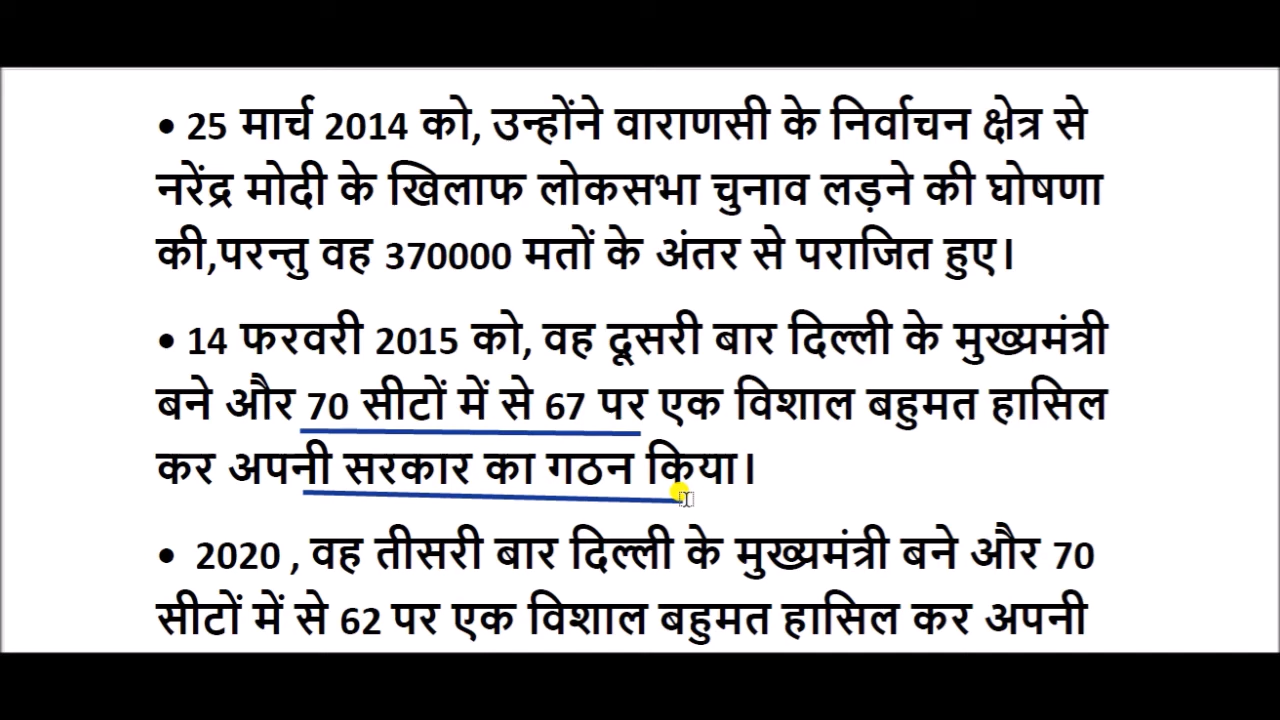 • 25 मार्च 2014 को, उन्होंने वाराणसी के निर्वाचन क्षेत्र से
नरेंद्र मोदी के खिलाफ लोकसभा चुनाव लड़ने की घोषणा
की,परन्तु वह 370000 मतों के अंतर से पराजित हुए।
• 14 फरवरी 2015 को, वह दूसरी बार दिल्ली के मुख्यमंत्री
बने और 70 सीटों में से 67 पर एक विशाल बहुमत हासिल
कर अपनी सरकार का गठन किया।
• 2020 , वह तीसरी बार दिल्ली के मुख्यमंत्री बने और 70
सीटों में से 62 पर एक विशाल बहुमत हासिल कर अपनी